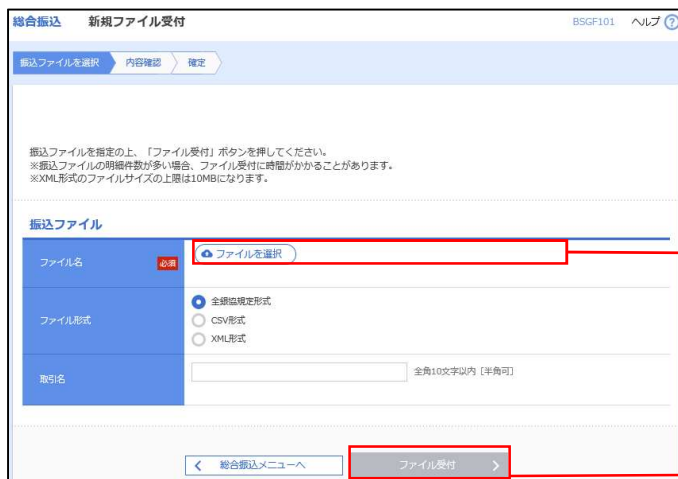 総合振込 新規ファイル受付 BSGF101 ヘルプ ?
振込ファイルを選択 内容確認 確定
振込ファイルを指定の上、「ファイル受付」ボタンを押してください。
※振込ファイルの明細件数が多い場合、ファイル受付に時間がかかることがあります。
※XML形式のファイルサイズの上限は10MBになります。
振込ファイル
ファイル名 必須 ファイルを選択
ファイル形式
全銀協規定形式
CSV形式
XML形式
取引名 全角10文字以内 [半角可]
総合振込メニューへ ファイル受付